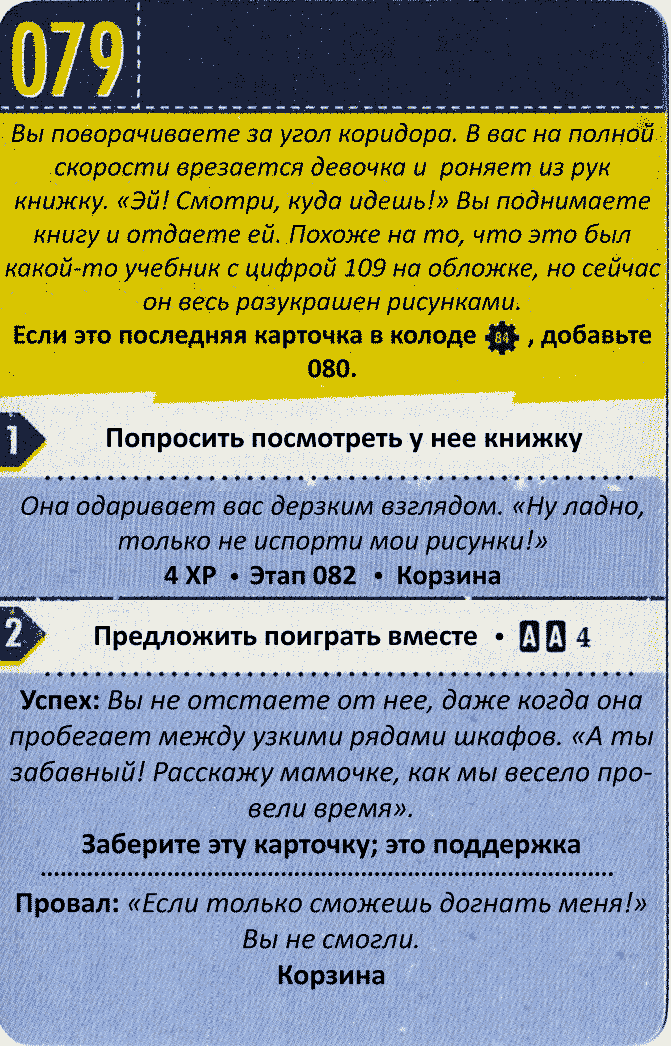 079
Вы поворачиваете за угол коридора. В вас на полной
скорости врезается девочка и роняет из рук
книжку. «Эй! Смотри, куда идешь!» Вы поднимаете
книгу и отдаете ей. Похоже на то, что это был
какой-то учебник с цифрой 109 на обложке, но сейчас
он весь разукрашен рисунками.
Если это последняя карточка в колоде 84 , добавьте
080.
1 Попросить посмотреть у нее книжку
Она одаривает вас дерзким взглядом. «Ну ладно,
только не испорти мои рисунки!»
4 ХР • Этап 082 • Корзина
2 Предложить поиграть вместе • A A 4
Успех: Вы не отстаете от нее, даже когда она
пробегает между узкими рядами шкафов. «А ты
забавный! Расскажу мамочке, как мы весело про-
вели время».
Заберите эту карточку; это поддержка
Провал: «Если только сможешь догнать меня!»
Вы не смогли.
Корзина